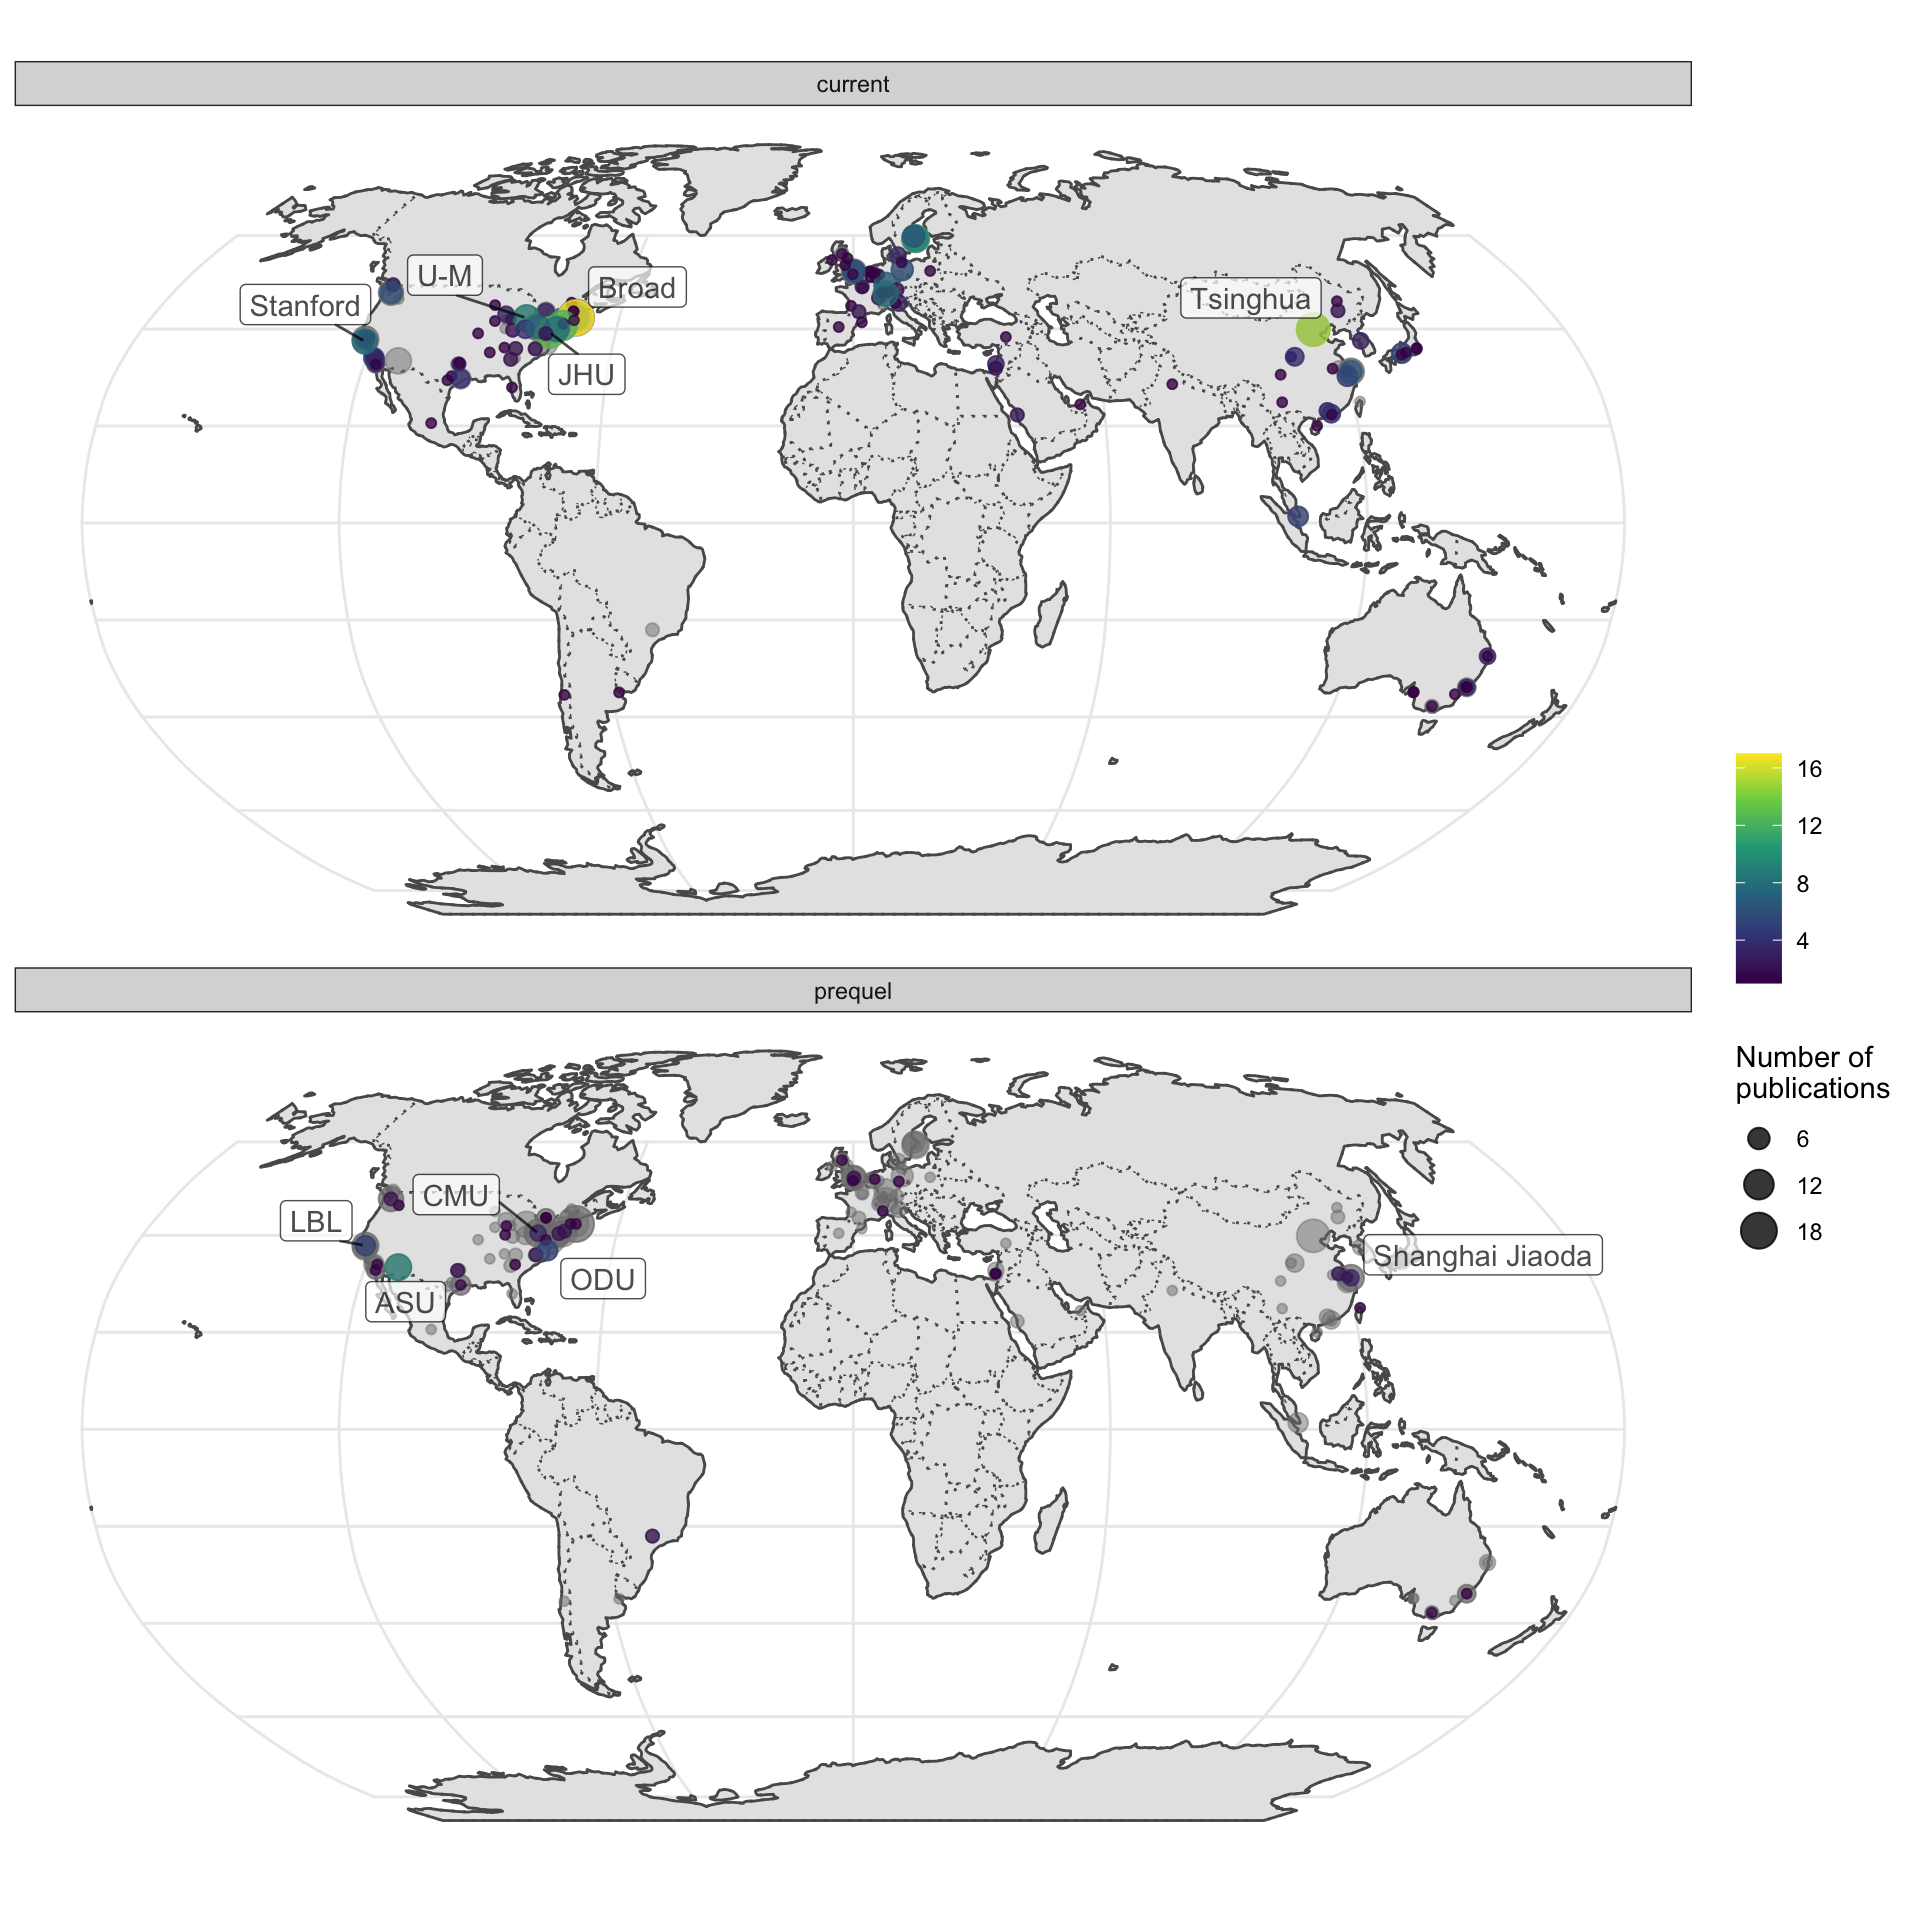 current
U-M
Broad
Stanford
Tsinghua
JHU
16
12
8
4
prequel
Number of
publications
6
12
18
CMU
LBL
Shanghai Jiaoda
ODU
ASU